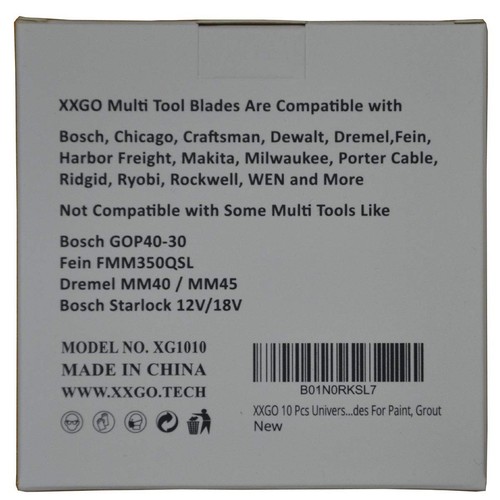 XXGO Multi Tool Blades Are Compatible with
Bosch, Chicago, Craftsman, Dewalt, Dremel,Fein,
Harbor Freight, Makita, Milwaukee, Porter Cable,
Ridgid, Ryobi, Rockwell, WEN and More
Not Compatible with Some Multi Tools Like
Bosch GOP40-30
Fein FMM350QSL
Dremel MM40 / MM45
Bosch Starlock 12V/18V
MODEL NO. XG1010
MADE IN CHINA
WWW.XXGO.TECH
B01N0RKSL7
XXGO 10 Pcs Univers...des For Paint, Grout
New